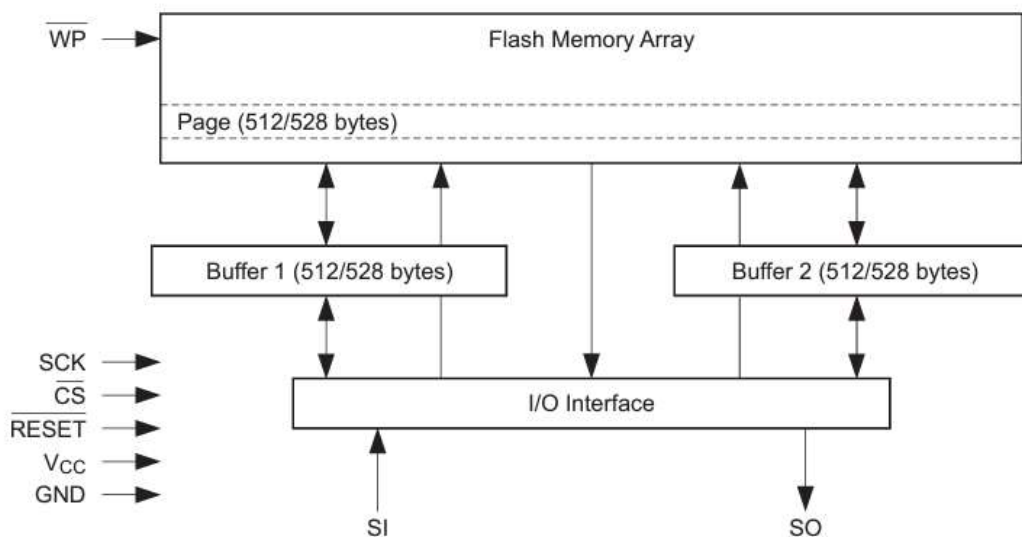 WP
Flash Memory Array
Page (512/528 bytes)
Buffer 1 (512/528 bytes)
Buffer 2 (512/528 bytes)
SCK
CS
RESET
VCC
GND
I/O Interface
SI
SO